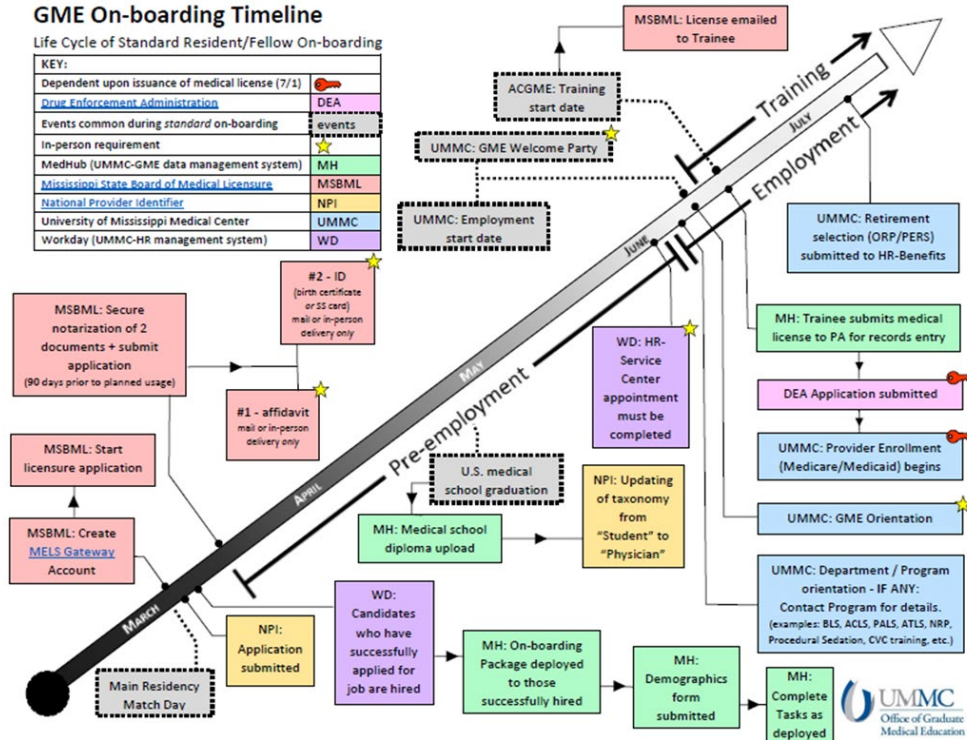 GME On-boarding Timeline
Life Cycle of Standard Resident/Fellow On-boarding
KEY:
Dependent upon issuance of medical license (7/1)
Drug Enforcement Administration DEA
Events common during standard on-boarding events
In-person requirement
MedHub (UMMC-GME data management system) MH
Mississippi State Board of Medical Licensure MSBML
National Provider Identifier NPI
University of Mississippi Medical Center UMMC
Workday (UMMC-HR management system) WD
MSBML: License emailed
to Trainee
ACGME: Training
start date
UMMC: GME Welcome Party
UMMC: Employment
start date
Training
JULY
Employment
JUNE
UMMC: Retirement
selection (ORP/PERS)
submitted to HR-Benefits
#2 - ID
(birth certificate
or SS card)
mail or in-person
delivery only
MSBML: Secure
notarization of 2
documents + submit
application
(90 days prior to planned usage)
#1 - affidavit
mail or in-person
delivery only
MAY
Pre-employment
WD: HR-
Service
Center
appointment
must be
completed
MH: Trainee submits medical
license to PA for records entry
DEA Application submitted
UMMC: Provider Enrollment
(Medicare/Medicaid) begins
UMMC: GME Orientation
MSBML: Start
licensure application
APRIL
U.S. medical
school graduation
MH: Medical school
diploma upload
NPI: Updating
of taxonomy
from
"Student" to
"Physician"
MSBML: Create
MELS Gateway
Account
UMMC: Department / Program
orientation - IF ANY:
Contact Program for details.
(examples: BLS, ACLS, PALS, ATLS, NRP,
Procedural Sedation, CVC training, etc.)
MARCH
NPI:
Application
submitted
WD:
Candidates
who have
successfully
applied for
job are hired
MH: On-boarding
Package deployed
to those
successfully hired
MH:
Demographics
form
submitted
MH:
Complete
Tasks as
deployed
Main Residency
Match Day
UMMC
Office of Graduate
Medical Education